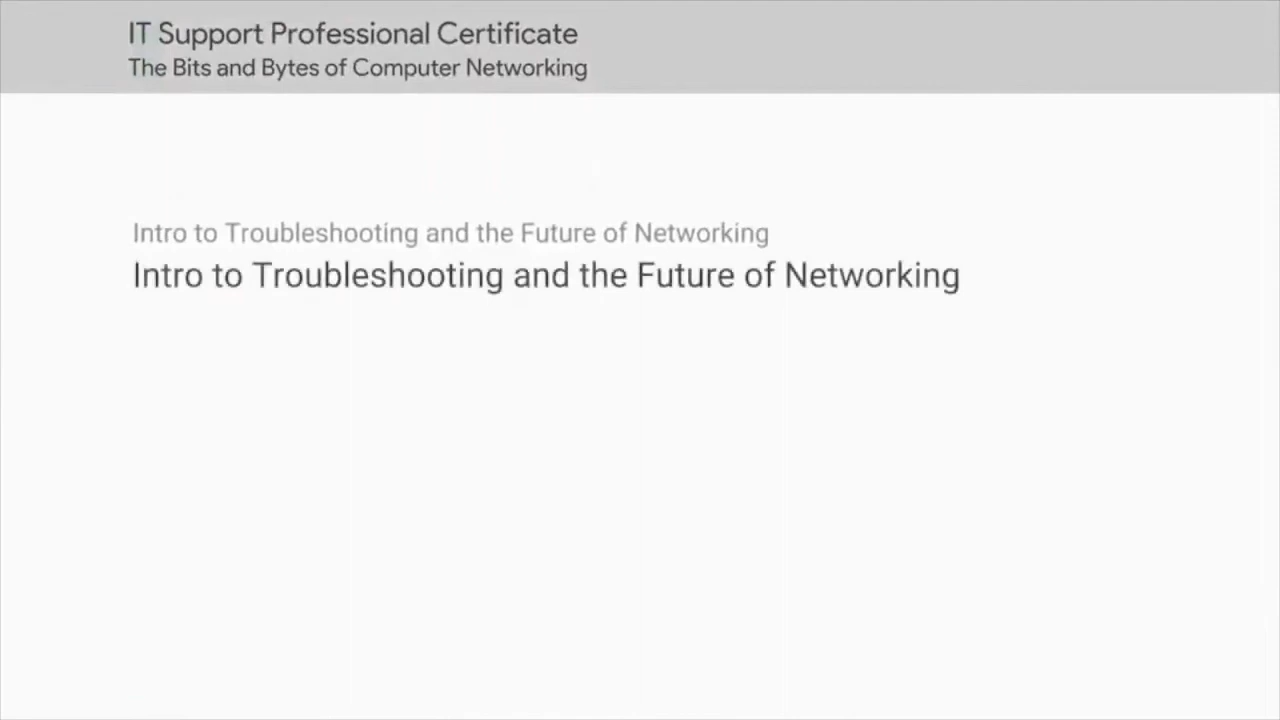 IT Support Professional Certificate
The Bits and Bytes of Computer Networking
Intro to Troubleshooting and the Future of Networking
Intro to Troubleshooting and the Future of Networking